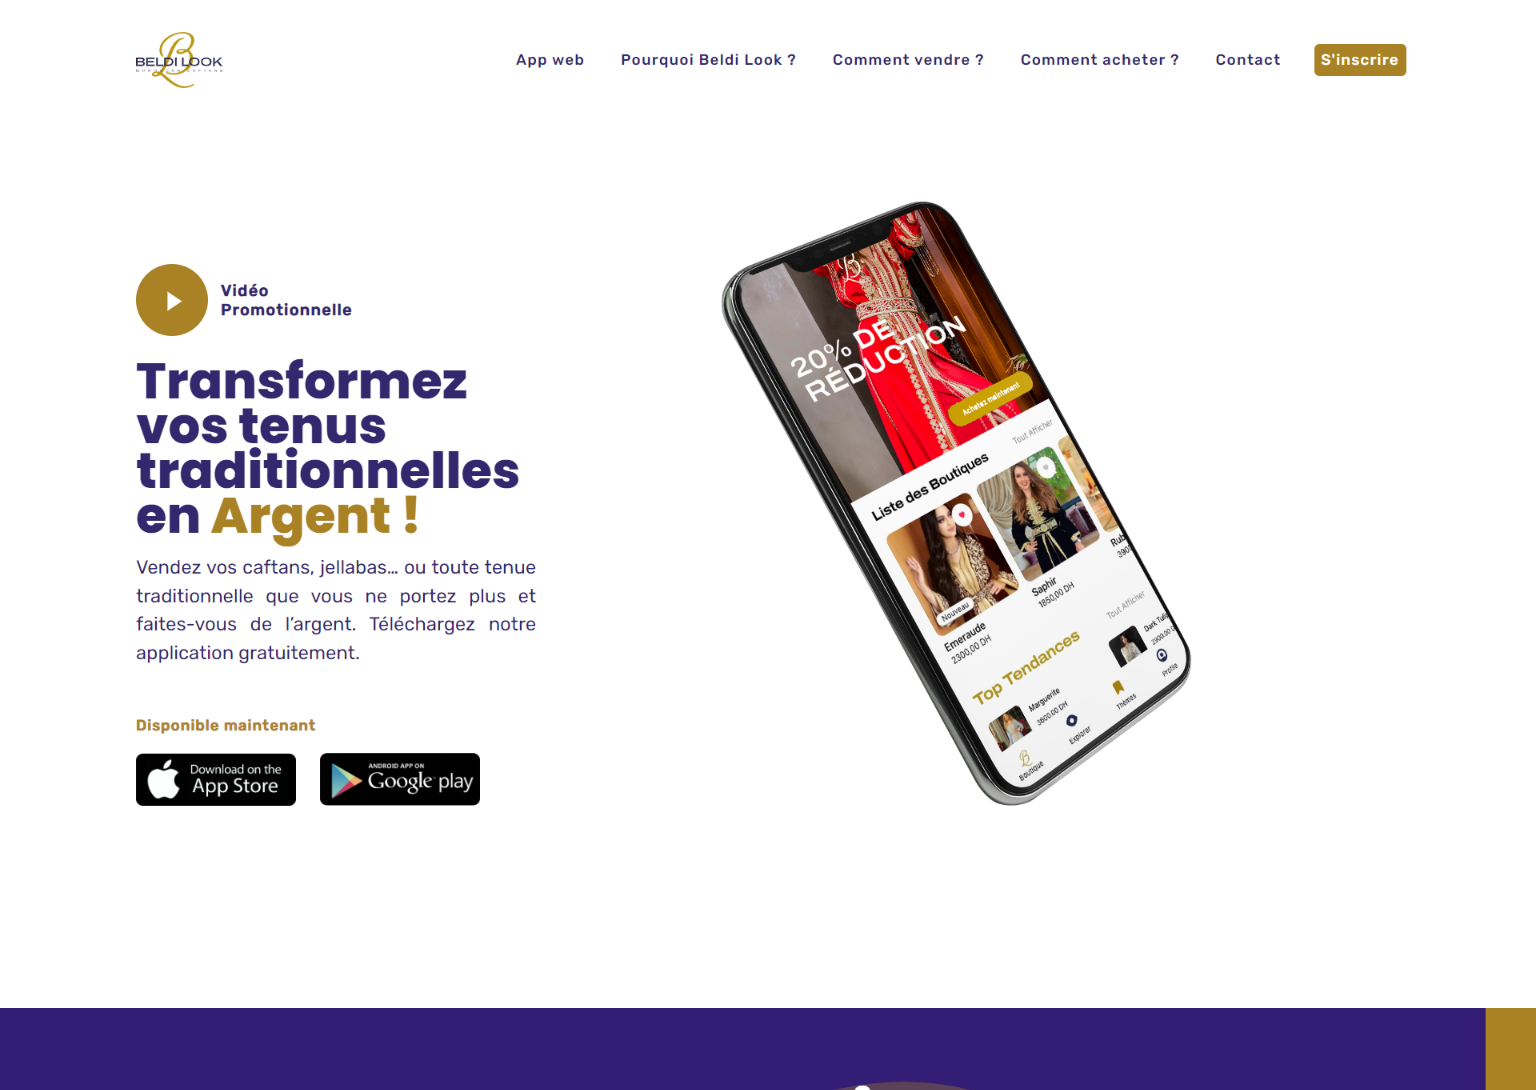 BELDI LOOK
App web
Pourquoi Beldi Look ?
Comment vendre ?
Comment acheter ?
Contact
S'inscrire
Vidéo
Promotionnelle
Transformez
vos tenus
traditionnelles
en Argent !
Vendez vos caftans, jellabas… ou toute tenue
traditionnelle que vous ne portez plus et
faites-vous de l’argent. Téléchargez notre
application gratuitement.
Disponible maintenant
Download on the
App Store
ANDROID APP ON
Google play
20% DE
RÉDUCTION
Achetez maintenant
Tout Afficher
Liste des Boutiques
Nouveau
Emeraude
2300,00 DH
Saphir
1850,00 DH
Rub
390
Tout Afficher
Top Tendances
Marguerite
3600,00 DH
Dark Tuli
2900,00 D
Boutique
Explorer
Thèmes
Profile